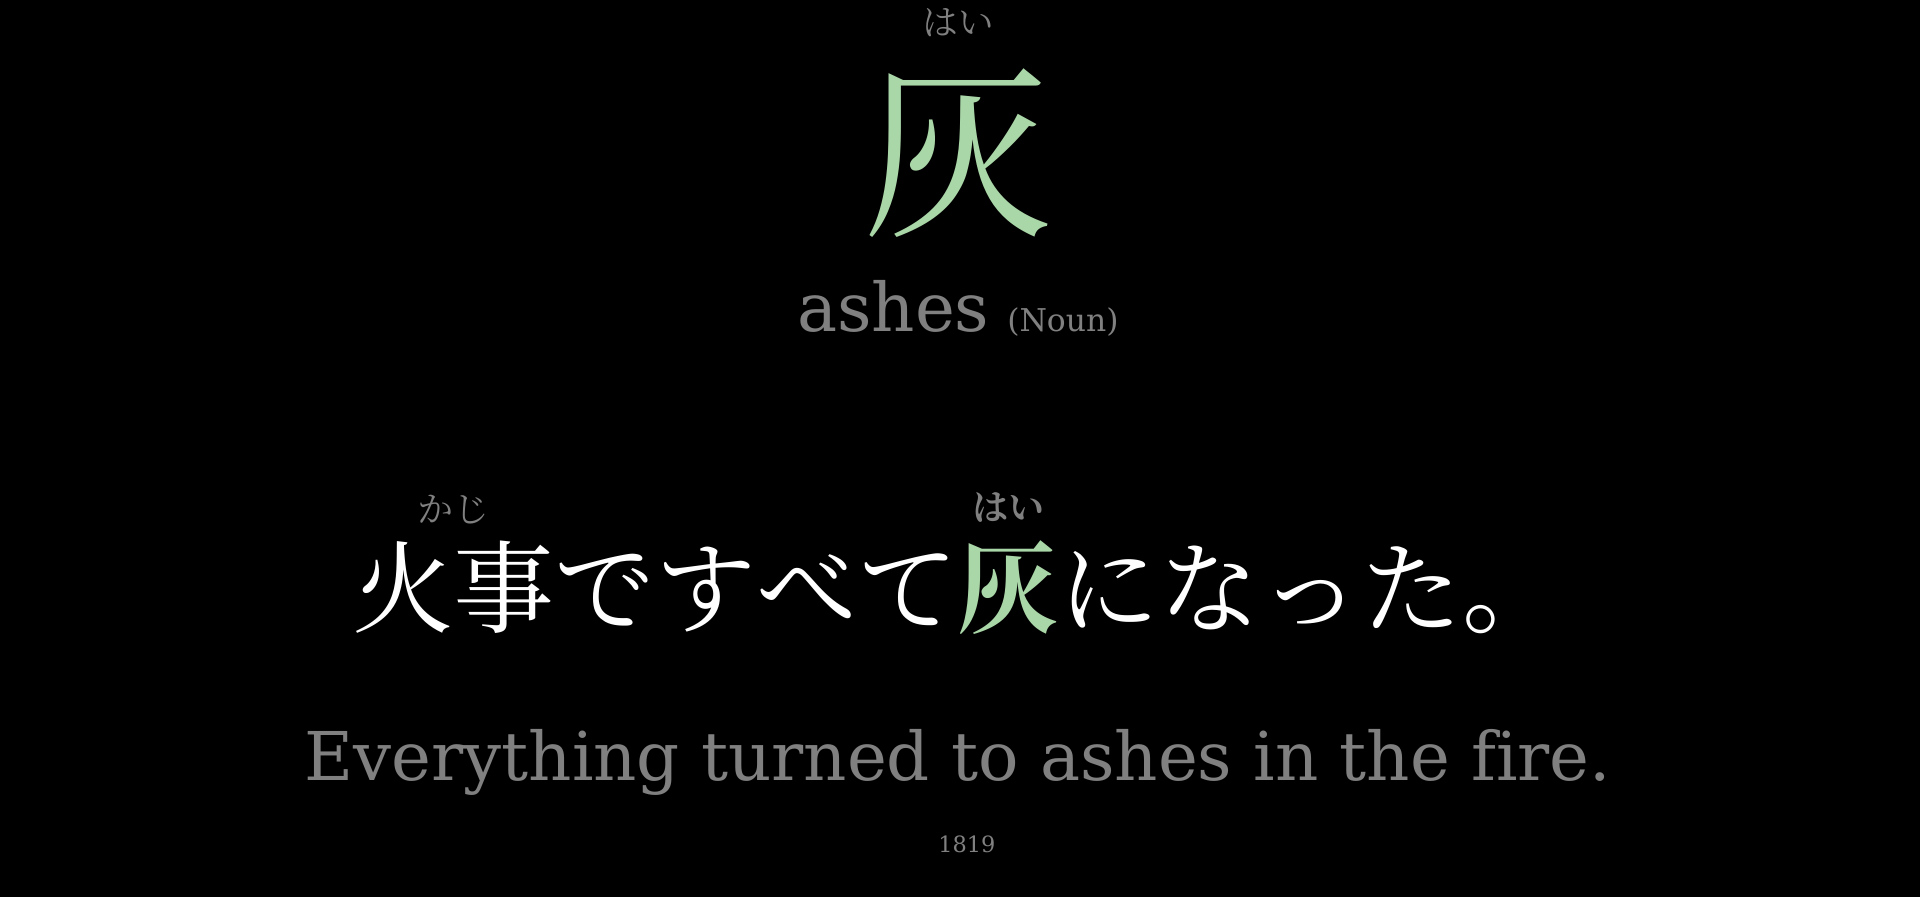 はい
灰
ashes (Noun)
かじ はい
火事ですべて灰になった。
Everything turned to ashes in the fire.
1819